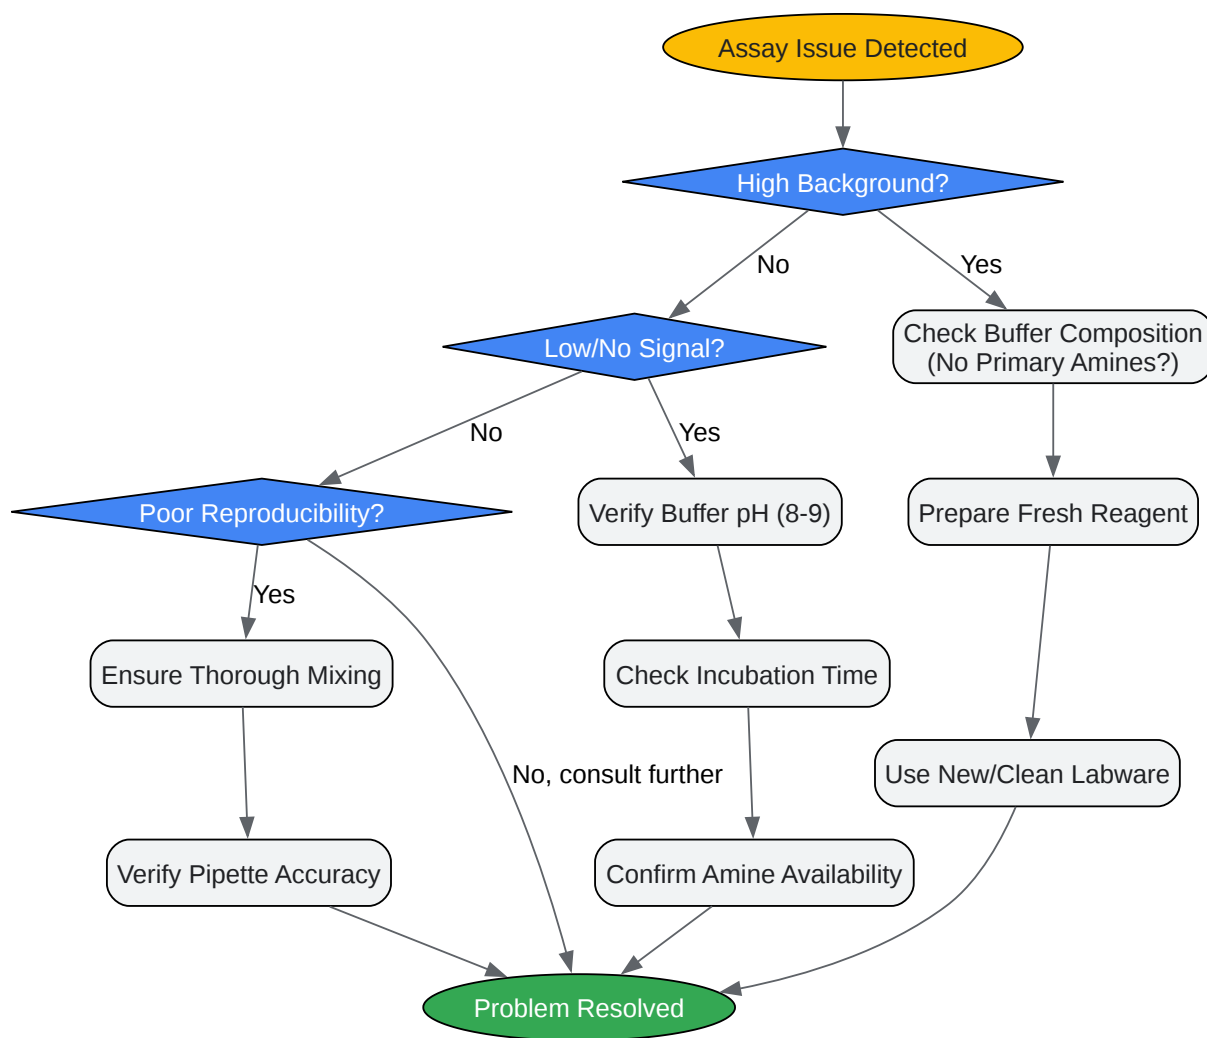 Assay Issue Detected
High Background?
No
Yes
Low/No Signal?
Check Buffer Composition
(No Primary Amines?)
No
Yes
Poor Reproducibility?
Verify Buffer pH (8-9)
Prepare Fresh Reagent
Yes
Ensure Thorough Mixing
Check Incubation Time
No, consult further
Use New/Clean Labware
Verify Pipette Accuracy
Confirm Amine Availability
Problem Resolved